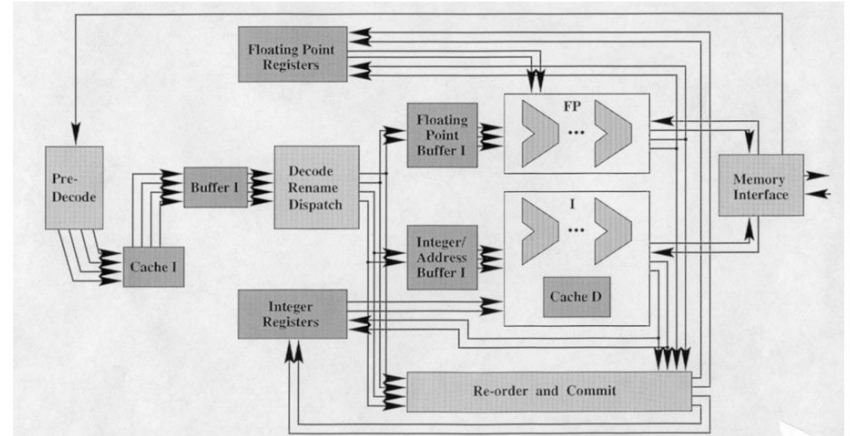 Floating Point
Registers
Floating
Point
Buffer I
FP
Pre-
Decode
Buffer I
Decode
Rename
Dispatch
Memory
Interface
Cache I
Integer/
Address
Buffer I
I
Cache D
Integer
Registers
Re-order and Commit